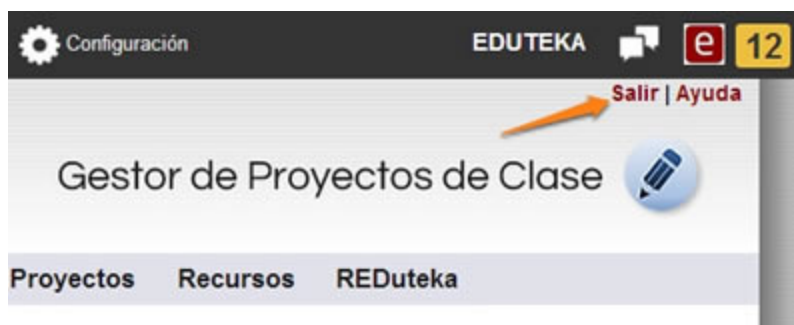 Configuración EDUTEKA e 12
Salir | Ayuda
Gestor de Proyectos de Clase
Proyectos Recursos REDuteka